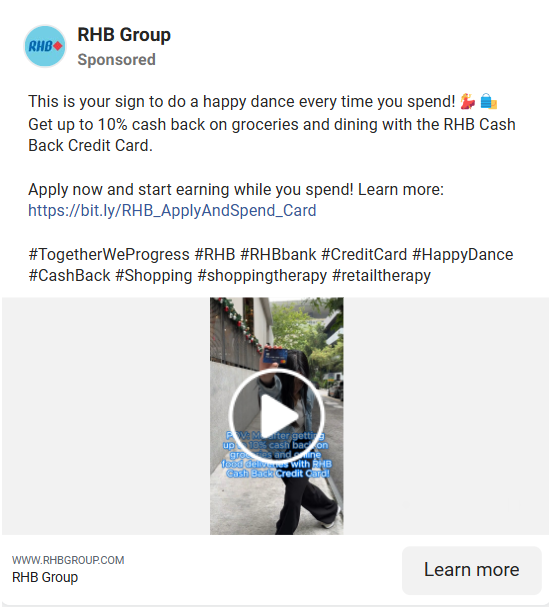 RHB
RHB Group
Sponsored
This is your sign to do a happy dance every time you spend! 💃 🛍️
Get up to 10% cash back on groceries and dining with the RHB Cash
Back Credit Card.
Apply now and start earning while you spend! Learn more:
https://bit.ly/RHB_ApplyAndSpend_Card
#TogetherWeProgress #RHB #RHBbank #CreditCard #HappyDance
#CashBack #Shopping #shoppingtherapy #retailtherapy
after getting
up cash back on
and online
food deliveries with RHB
Cash Back Credit Card!
WWW.RHBGROUP.COM
RHB Group
Learn more